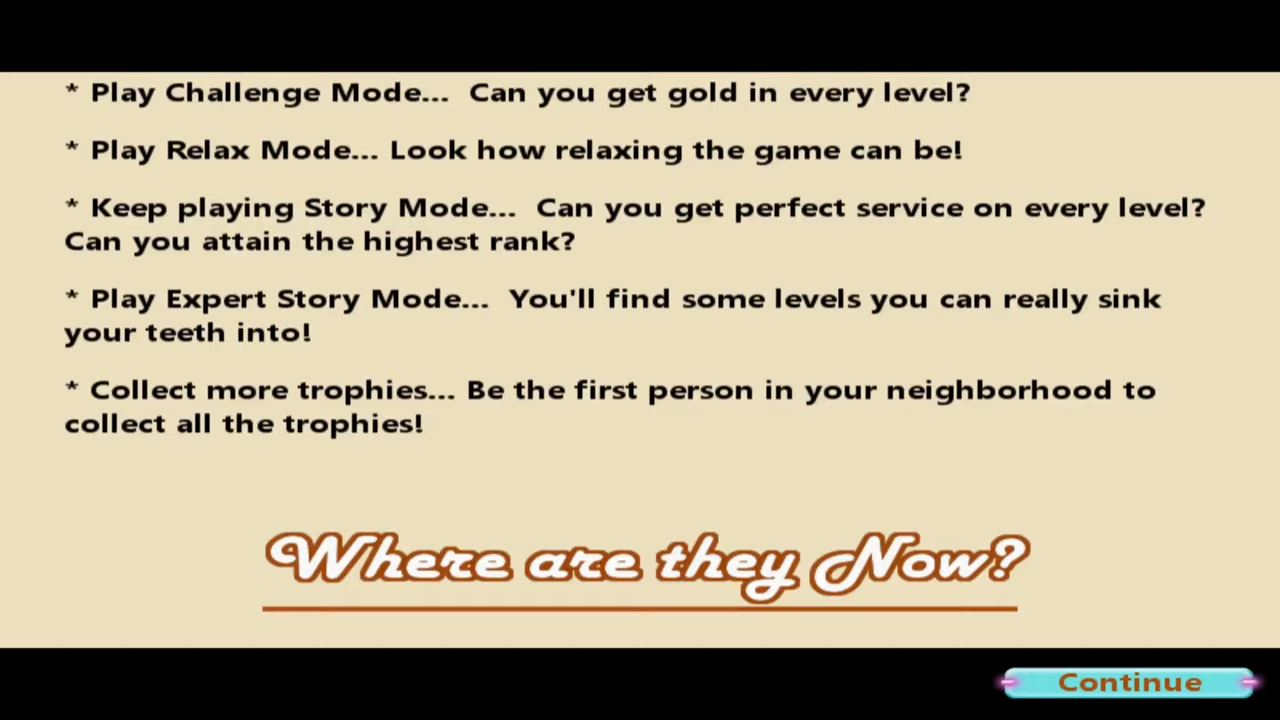 * Play Challenge Mode...  Can you get gold in every level?
* Play Relax Mode... Look how relaxing the game can be!
* Keep playing Story Mode...  Can you get perfect service on every level?
Can you attain the highest rank?
* Play Expert Story Mode...  You'll find some levels you can really sink
your teeth into!
* Collect more trophies... Be the first person in your neighborhood to
collect all the trophies!
Where are they Now?
Continue